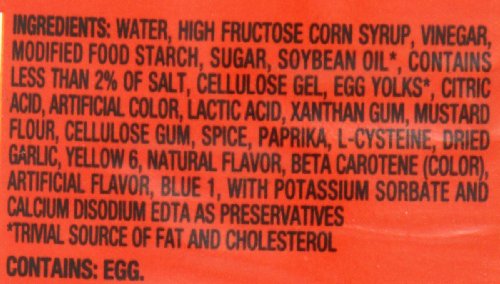 INGREDIENTS: WATER, HIGH FRUCTOSE CORN SYRUP, VINEGAR,
MODIFIED FOOD STARCH, SUGAR, SOYBEAN OIL*, CONTAINS
LESS THAN 2% OF SALT, CELLULOSE GEL, EGG YOLKS*, CITRIC
ACID, ARTIFICIAL COLOR, LACTIC ACID, XANTHAN GUM, MUSTARD
FLOUR, CELLULOSE GUM, SPICE, PAPRIKA, L-CYSTEINE, DRIED
GARLIC, YELLOW 6, NATURAL FLAVOR, BETA CAROTENE (COLOR),
ARTIFICIAL FLAVOR, BLUE 1, WITH POTASSIUM SORBATE AND
CALCIUM DISODIUM EDTA AS PRESERVATIVES
*TRIVIAL SOURCE OF FAT AND CHOLESTEROL
CONTAINS: EGG.